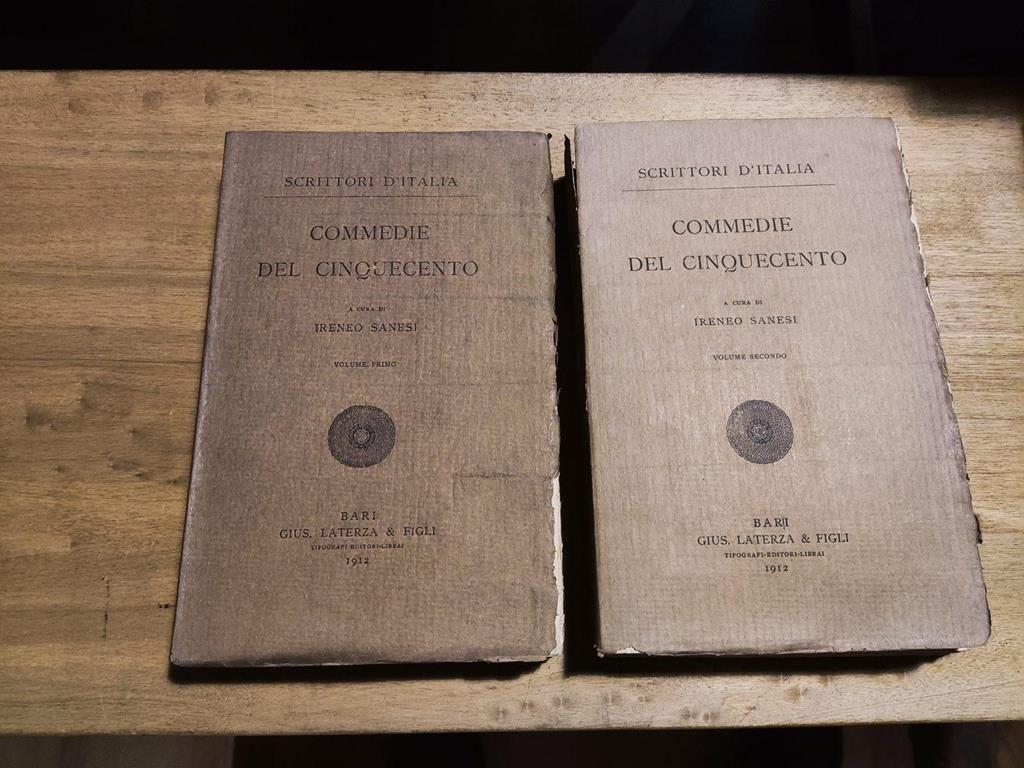 SCRITTORI D'ITALIA
COMMEDIE
DEL CINQUECENTO
A CURA DI
IRENEO SANESI
VOLUME PRIMO
BARI
GIUS. LATERZA & FIGLI
TIPOGRAFI-EDITORI-LIBRAI
1912
SCRITTORI D'ITALIA
COMMEDIE
DEL CINQUECENTO
A CURA DI
IRENEO SANESI
VOLUME SECONDO
BARI
GIUS. LATERZA & FIGLI
TIPOGRAFI-EDITORI-LIBRAI
1912